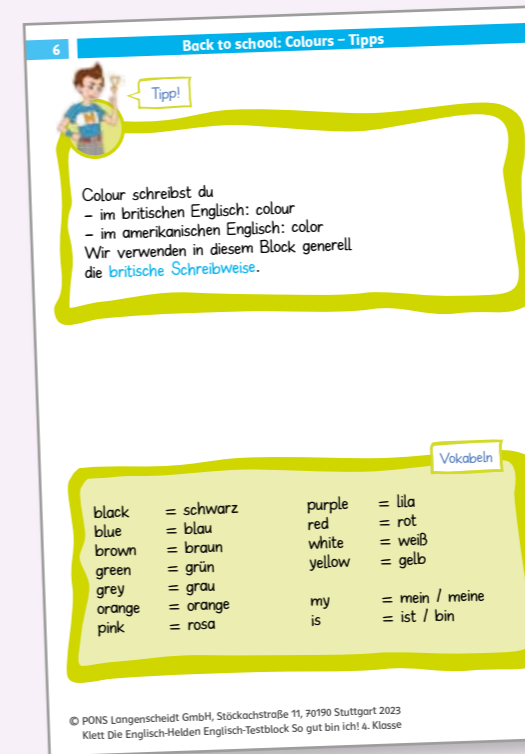 6 Back to school: Colours – Tipps
Tipp!
Colour schreibst du
– im britischen Englisch: colour
– im amerikanischen Englisch: color
Wir verwenden in diesem Block generell
die britische Schreibweise.
Vokabeln
black = schwarz
blue = blau
brown = braun
green = grün
grey = grau
orange = orange
pink = rosa
purple = lila
red = rot
white = weiß
yellow = gelb
my = mein / meine
is = ist / bin
© PONS Langenscheidt GmbH, Stöckachstraße 11, 70190 Stuttgart 2023
Klett Die Englisch-Helden Englisch-Testblock So gut bin ich! 4. Klasse